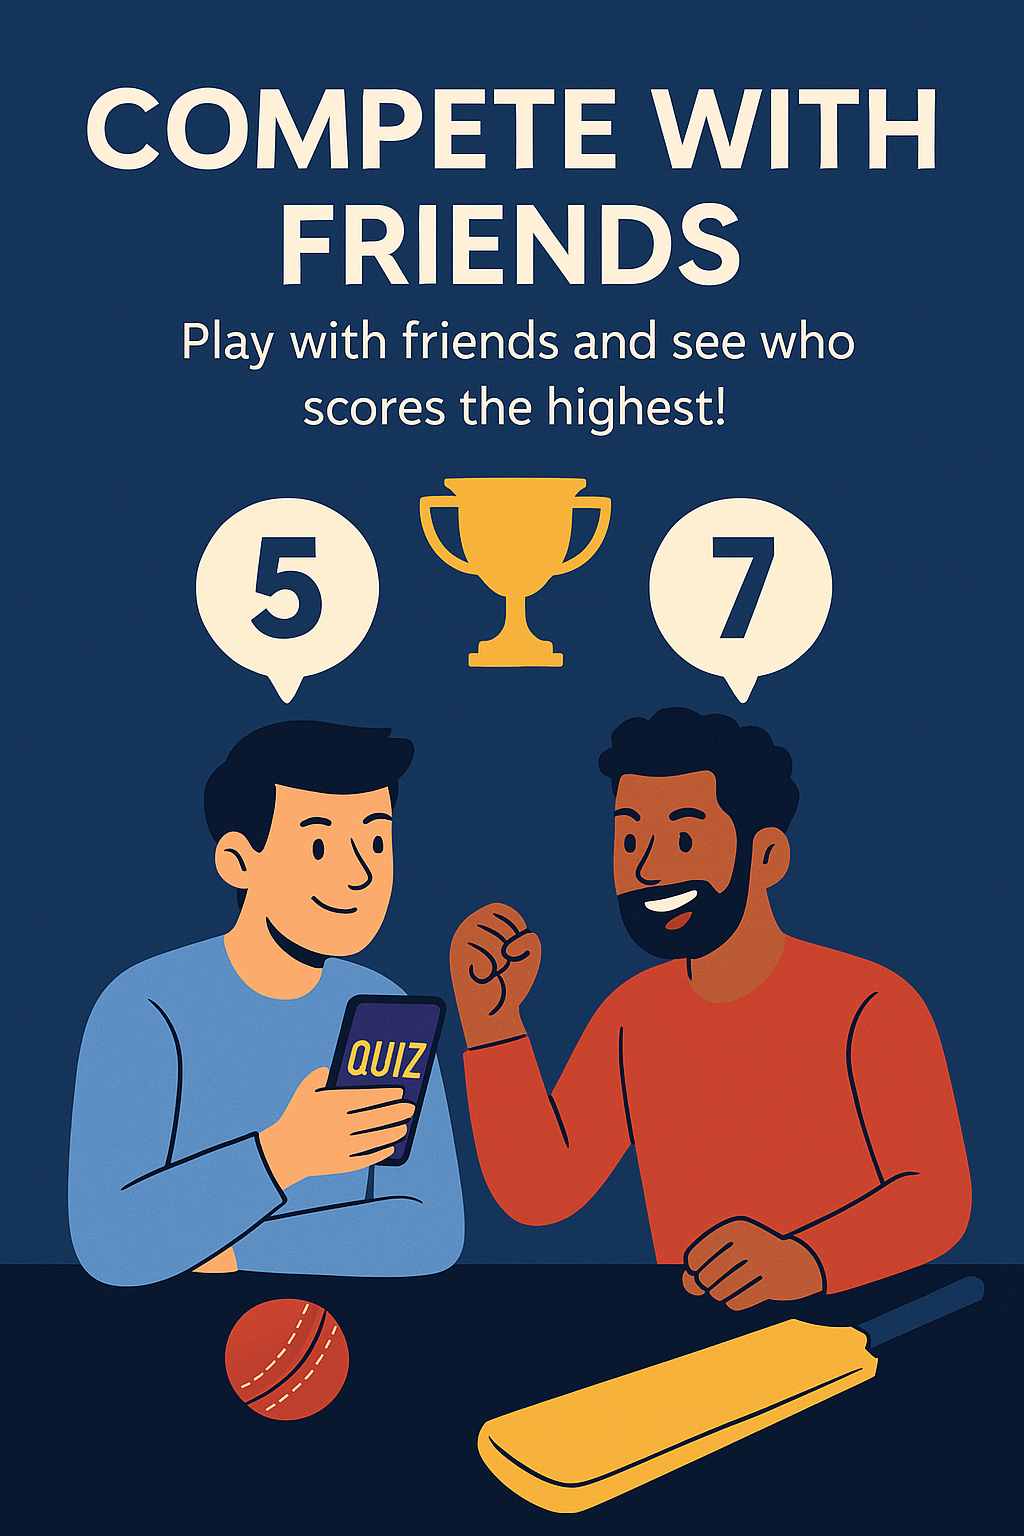 COMPETE WITH
FRIENDS
Play with friends and see who
scores the highest!
5
7
QUIZ